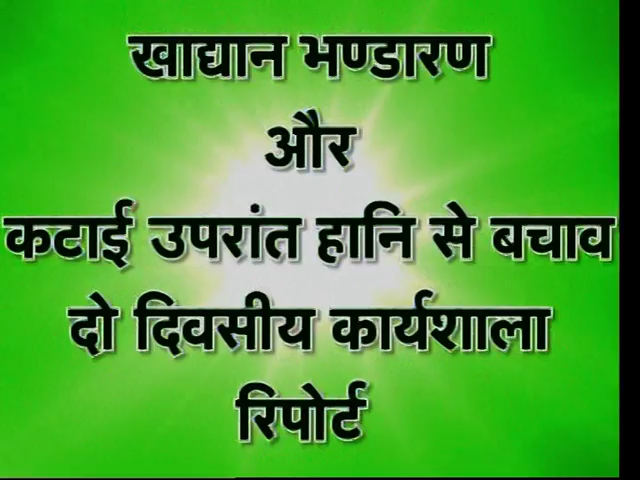 खाद्यान भण्डारण
और
कटाई उपरांत हानि से बचाव
दो दिवसीय कार्यशाला
रिपोर्ट